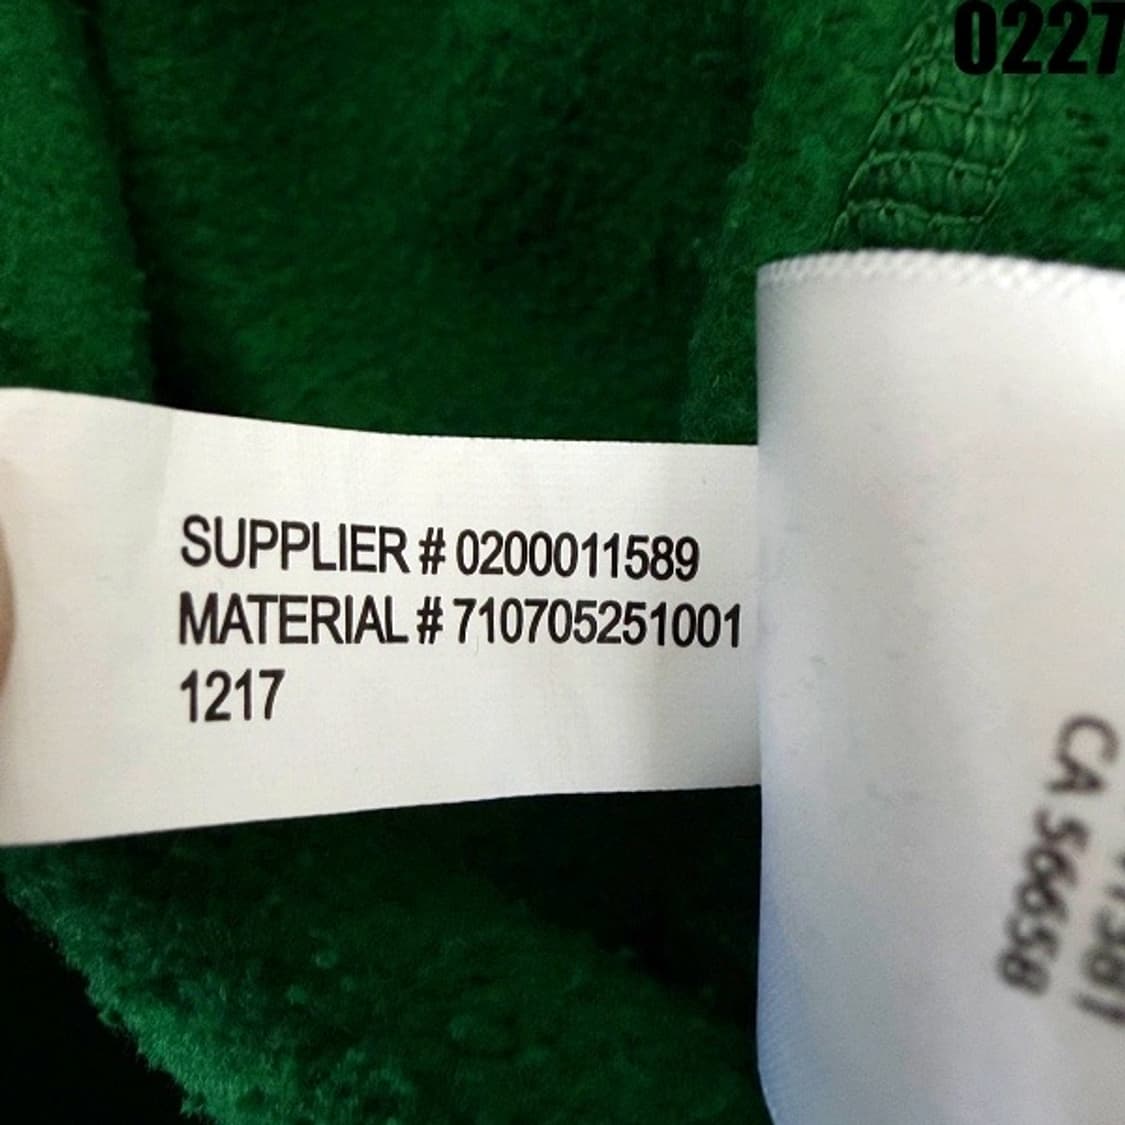 0227
SUPPLIER # 0200011589
MATERIAL # 710705251001
1217
CA 56658